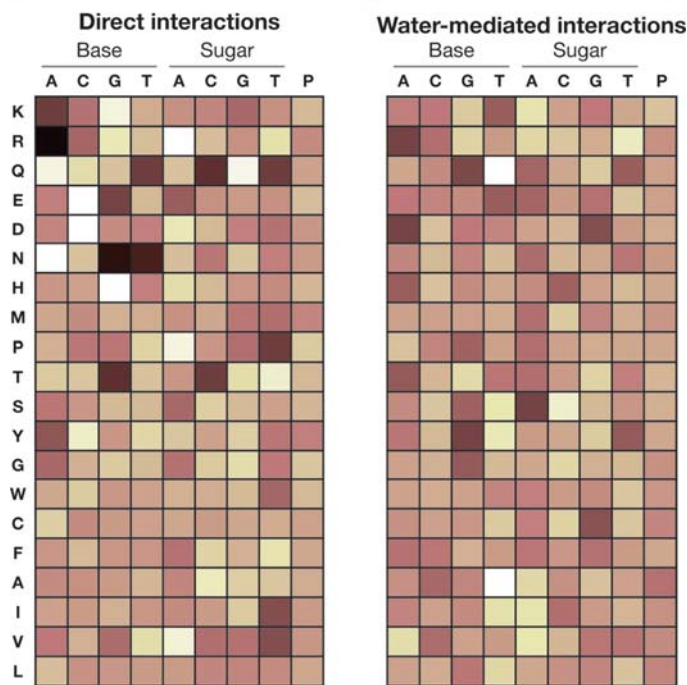 Direct interactions
Water-mediated interactions
Base Sugar
Base Sugar
A C G T A C G T P
A C G T A C G T P
K
R
Q
E
D
N
H
M
P
T
S
Y
G
W
C
F
A
I
V
L